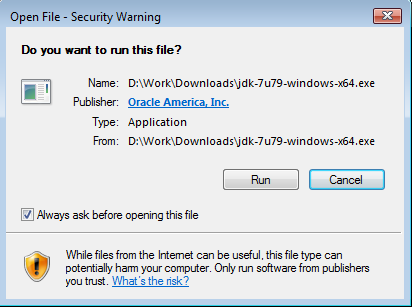 Open File - Security Warning
Do you want to run this file?
Name: D:\Work\Downloads\jdk-7u79-windows-x64.exe
Publisher: Oracle America, Inc.
Type: Application
From: D:\Work\Downloads\jdk-7u79-windows-x64.exe
Run Cancel
Always ask before opening this file
While files from the Internet can be useful, this file type can
potentially harm your computer. Only run software from publishers
you trust. What's the risk?